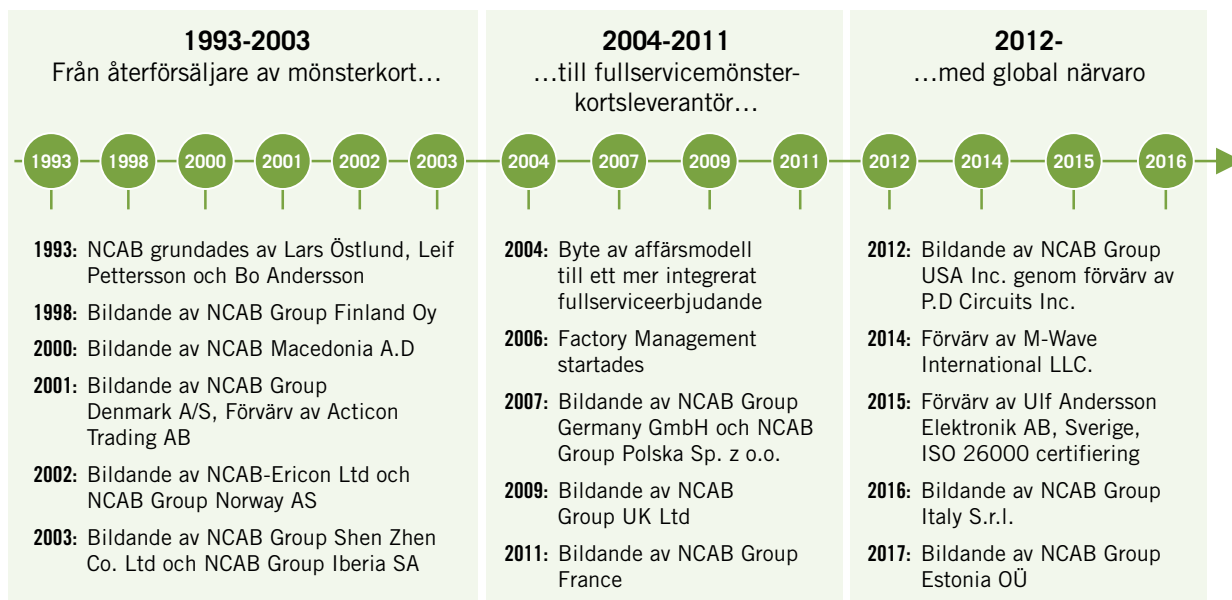 1993-2003
Från återförsäljare av mönsterkort…
2004-2011
…till fullservicemönster-
kortsleverantör…
2012-
…med global närvaro
1993
1998
2000
2001
2002
2003
2004
2007
2009
2011
2012
2014
2015
2016
1993: NCAB grundades av Lars Östlund, Leif
Pettersson och Bo Andersson
1998: Bildande av NCAB Group Finland Oy
2000: Bildande av NCAB Macedonia A.D
2001: Bildande av NCAB Group
Denmark A/S, Förvärv av Acticon
Trading AB
2002: Bildande av NCAB-Ericon Ltd och
NCAB Group Norway AS
2003: Bildande av NCAB Group Shen Zhen
Co. Ltd och NCAB Group Iberia SA
2004: Byte av affärsmodell
till ett mer integrerat
fullserviceerbjudande
2006: Factory Management
startades
2007: Bildande av NCAB Group
Germany GmbH och NCAB
Group Polska Sp. z o.o.
2009: Bildande av NCAB
Group UK Ltd
2011: Bildande av NCAB Group
France
2012: Bildande av NCAB Group
USA Inc. genom förvärv av
P.D Circuits Inc.
2014: Förvärv av M-Wave
International LLC.
2015: Förvärv av Ulf Andersson
Elektronik AB, Sverige,
ISO 26000 certifiering
2016: Bildande av NCAB Group
Italy S.r.l.
2017: Bildande av NCAB Group
Estonia OÜ